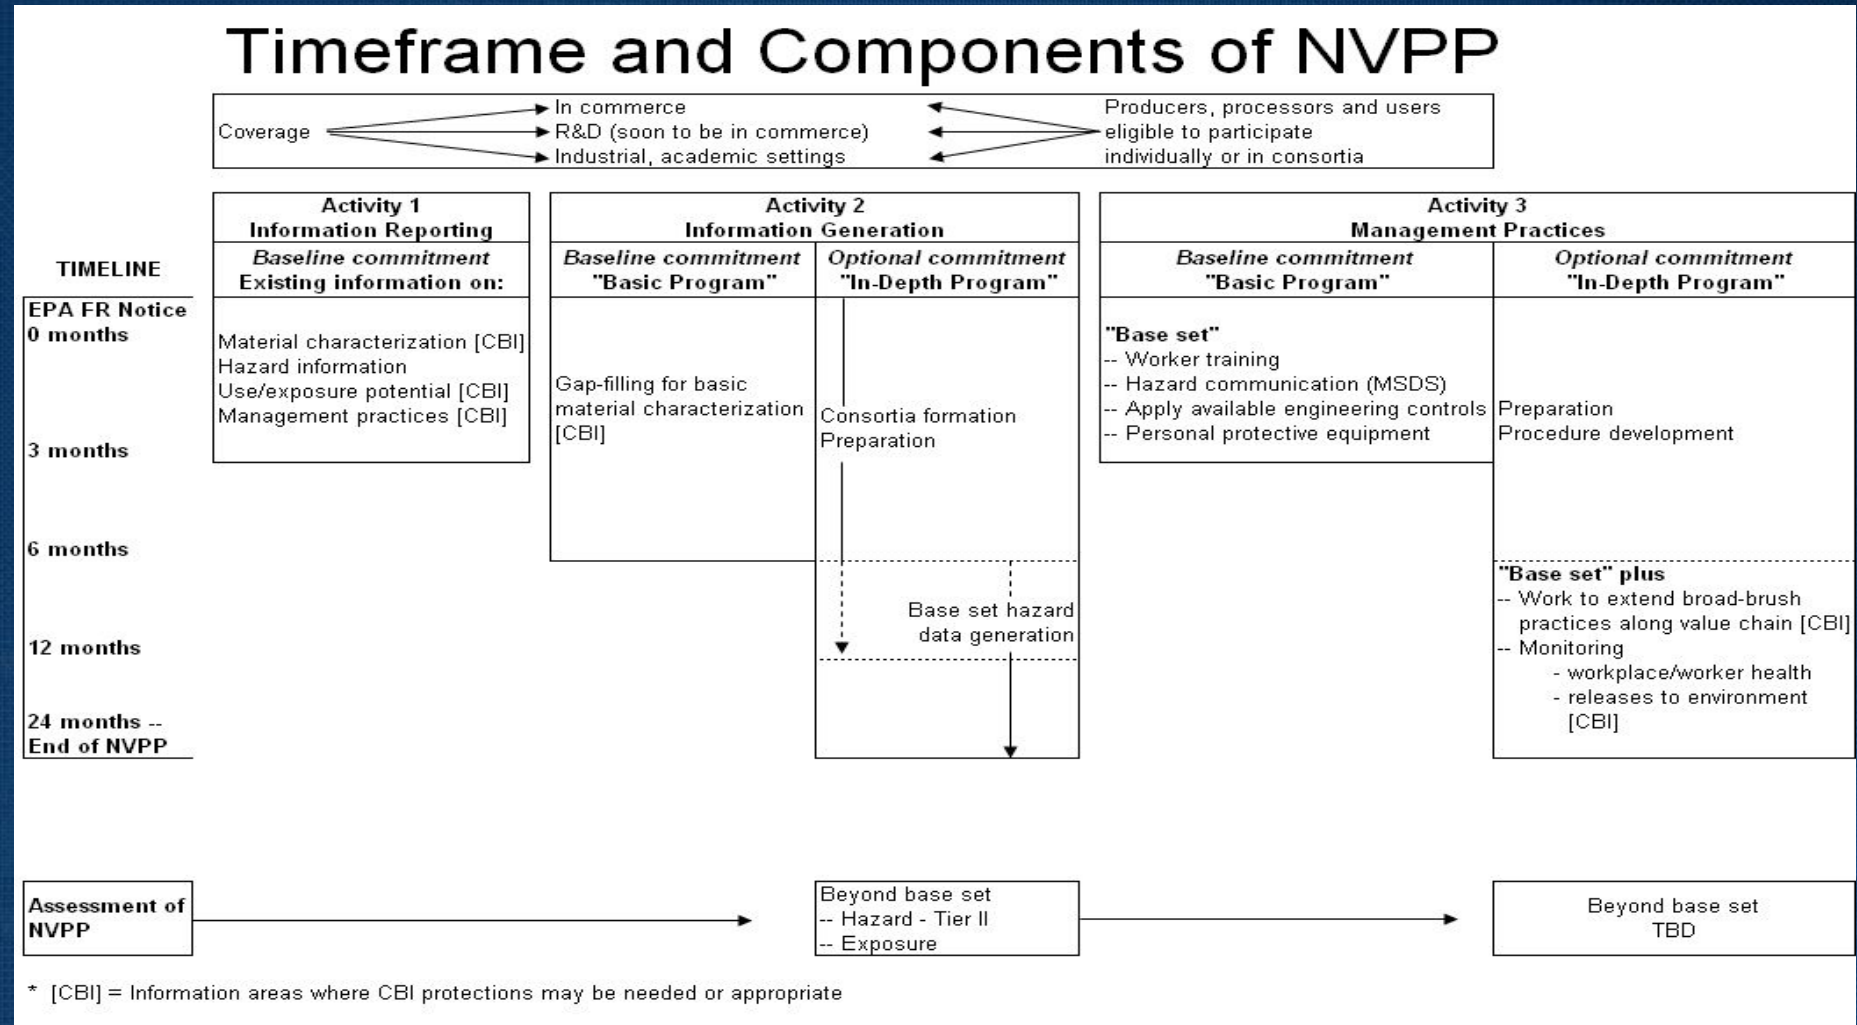 Timeframe and Components of NVPP
Coverage
In commerce
R&D (soon to be in commerce)
Industrial, academic settings
Producers, processors and users
eligible to participate
individually or in consortia
TIMELINE
EPA FR Notice
0 months
3 months
6 months
12 months
24 months --
End of NVPP
Activity 1
Information Reporting
Baseline commitment
Existing information on:
Material characterization [CBI]
Hazard information
Use/exposure potential [CBI]
Management practices [CBI]
Activity 2
Information Generation
Baseline commitment
"Basic Program"
Gap-filling for basic
material characterization
[CBI]
Optional commitment
"In-Depth Program"
Consortia formation
Preparation
Base set hazard
data generation
Activity 3
Management Practices
Baseline commitment
"Basic Program"
"Base set"
-- Worker training
-- Hazard communication (MSDS)
-- Apply available engineering controls
-- Personal protective equipment
Optional commitment
"In-Depth Program"
Preparation
Procedure development
"Base set" plus
-- Work to extend broad-brush
practices along value chain [CBI]
-- Monitoring
- workplace/worker health
- releases to environment
[CBI]
Assessment of
NVPP
Beyond base set
-- Hazard - Tier II
-- Exposure
Beyond base set
TBD
* [CBI] = Information areas where CBI protections may be needed or appropriate